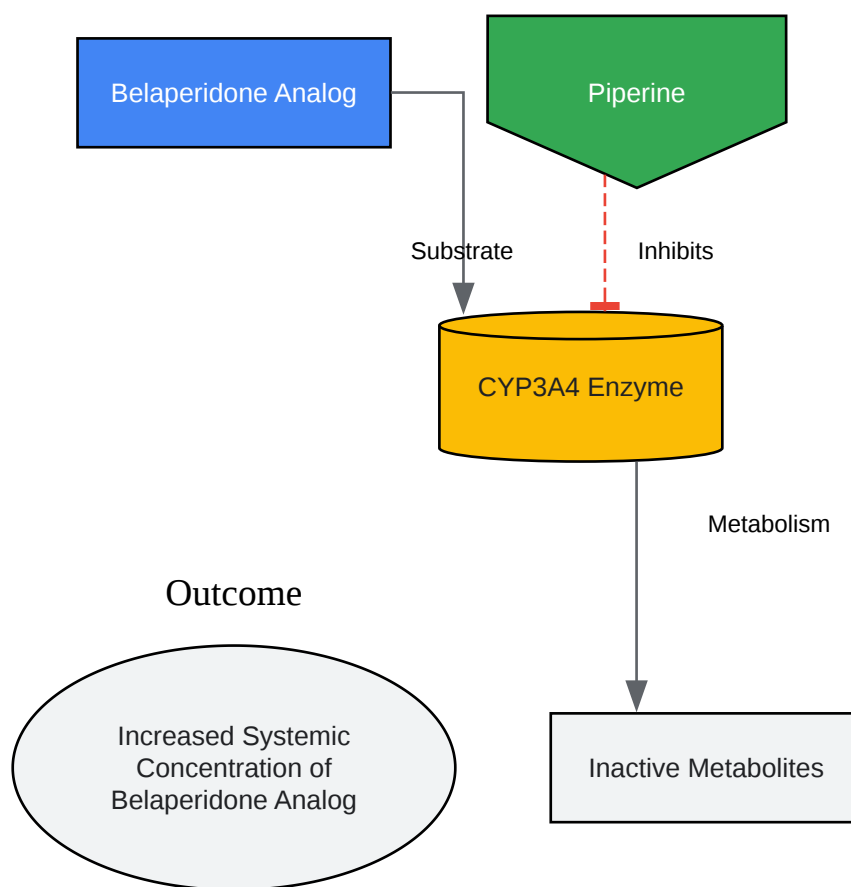 Belaperidone Analog
Piperine
Substrate
Inhibits
CYP3A4 Enzyme
Metabolism
Outcome
Increased Systemic
Concentration of
Belaperidone Analog
Inactive Metabolites